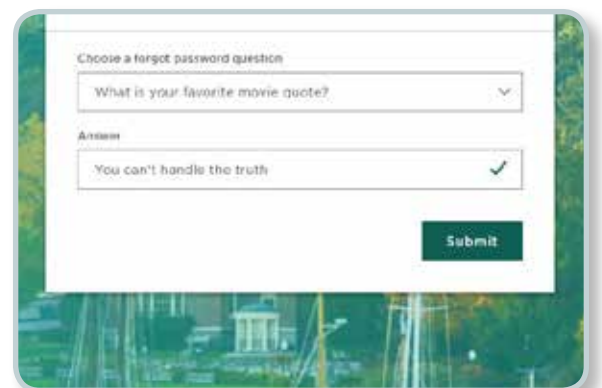 Choose a forgot password question
What is your favorite movie quote?
Answer
You can't handle the truth
Submit